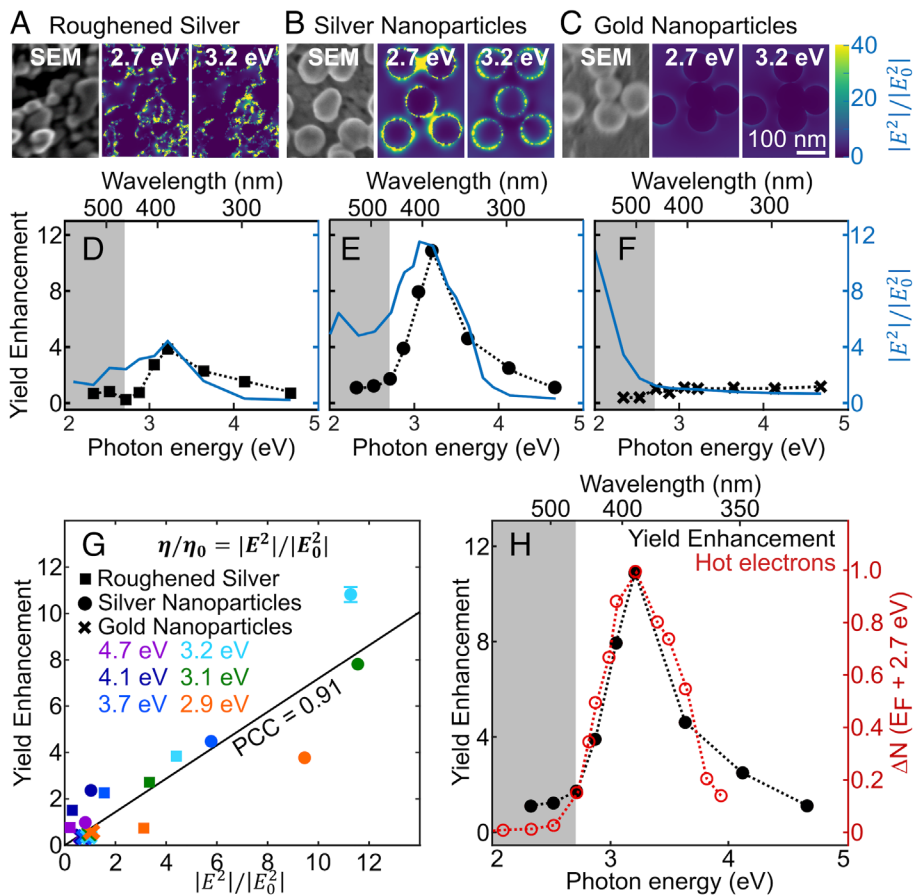 A Roughened Silver B Silver Nanoparticles C Gold Nanoparticles
SEM 2.7 eV 3.2 eV SEM 2.7 eV 3.2 eV SEM 2.7 eV 3.2 eV
40
20
0
|E²|/|E₀²|
100 nm
Wavelength (nm) Wavelength (nm) Wavelength (nm)
500 400 300 500 400 300 500 400 300
Yield Enhancement
12
8
4
0
D E F
12
8
4
0
|E²|/|E₀²|
2 3 4 5 2 3 4 5 2 3 4 5
Photon energy (eV) Photon energy (eV) Photon energy (eV)
G
η/η₀ = |E²|/|E₀²|
Roughened Silver
Silver Nanoparticles
Gold Nanoparticles
4.7 eV 3.2 eV
4.1 eV 3.1 eV
3.7 eV 2.9 eV
PCC = 0.91
Yield Enhancement
12
10
8
6
4
2
0
0 2 4 6 8 10 12
|E²|/|E₀²|
Wavelength (nm)
500 400 350
H
Yield Enhancement
Hot electrons
Yield Enhancement
12
8
4
0
1.0
0.8
0.6
0.4
0.2
0
ΔN (E_F + 2.7 eV)
2 3 4 5
Photon energy (eV)